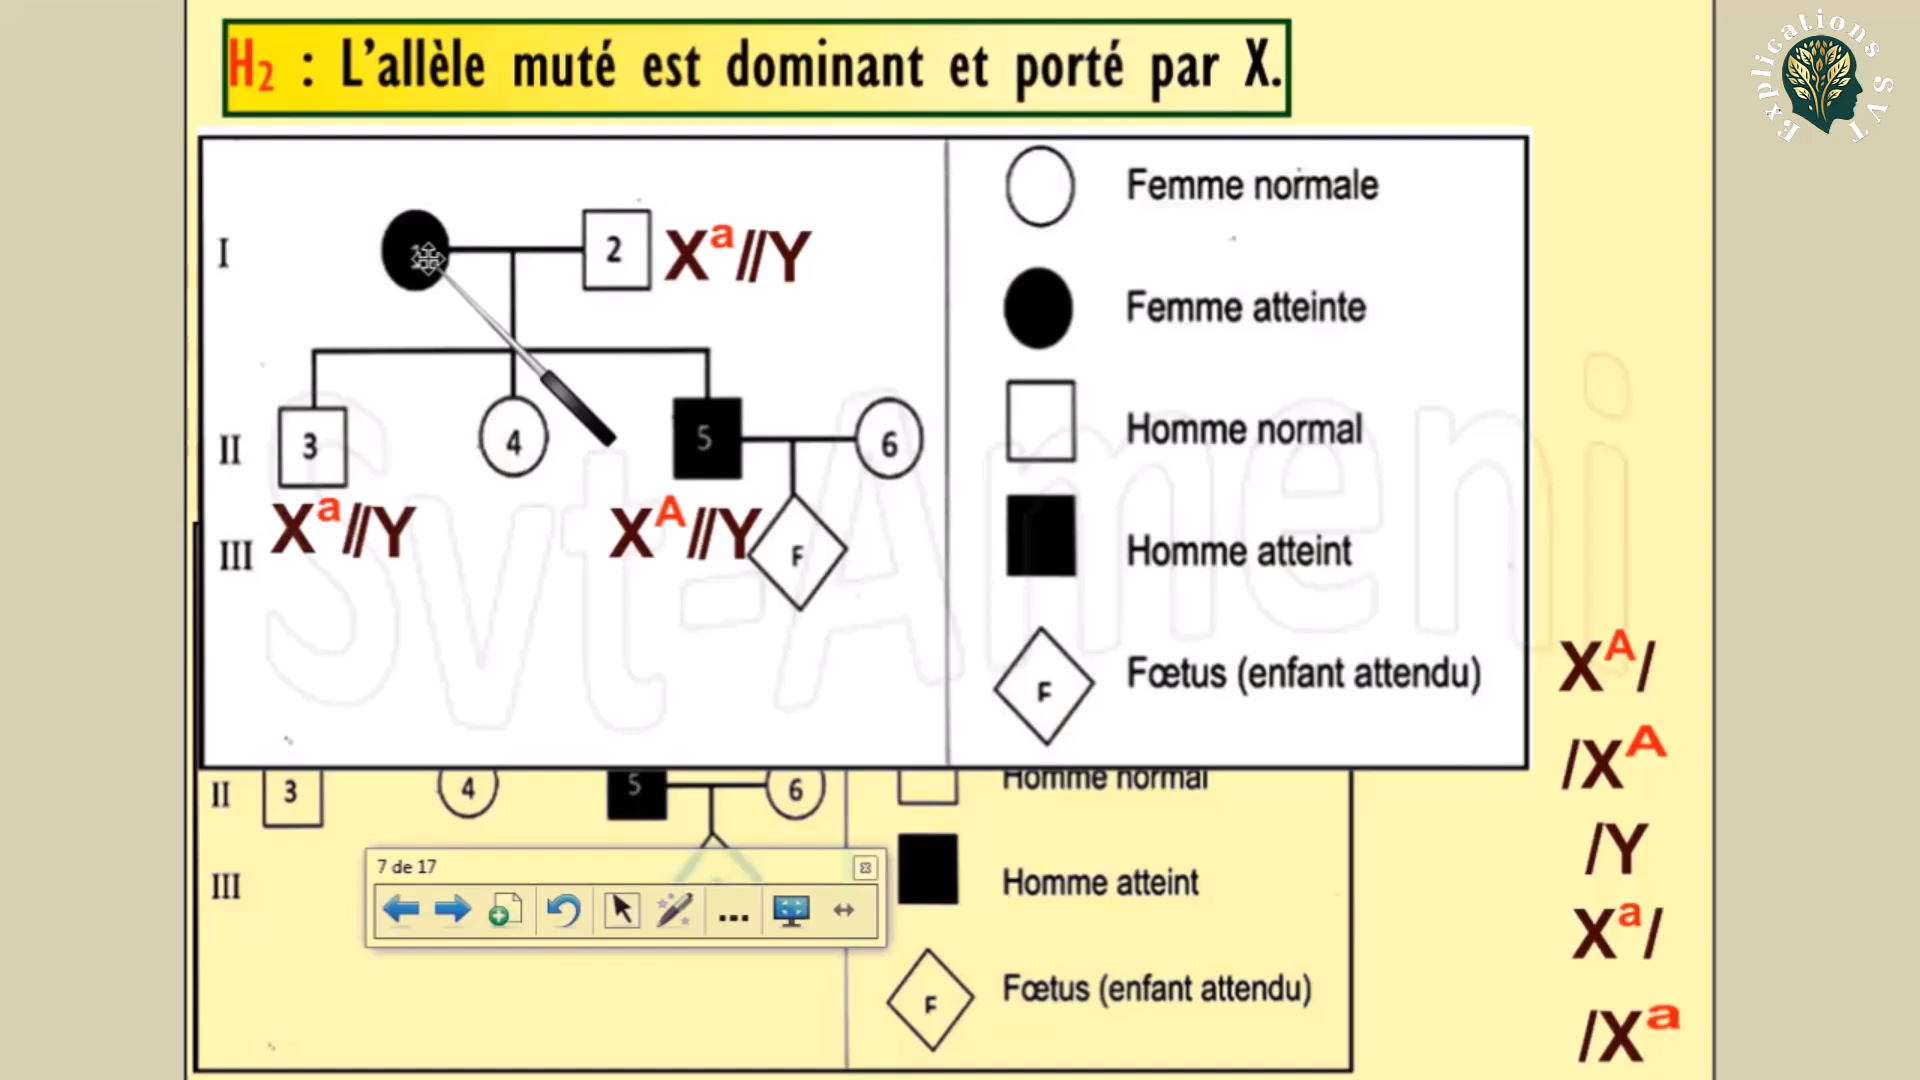 H2 : L'allèle muté est dominant et porté par X.
Explications SVT
I
2
Xa//Y
Femme normale
Femme atteinte
II
3
4
5
6
Homme normal
Xa//Y
XA//Y
III
F
Homme atteint
F
Fœtus (enfant attendu)
Svt-Ameni
XA/
/XA
/Y
Xa/
/Xa
II
3
4
5
6
Homme normal
III
7 de 17
Homme atteint
F
Fœtus (enfant attendu)